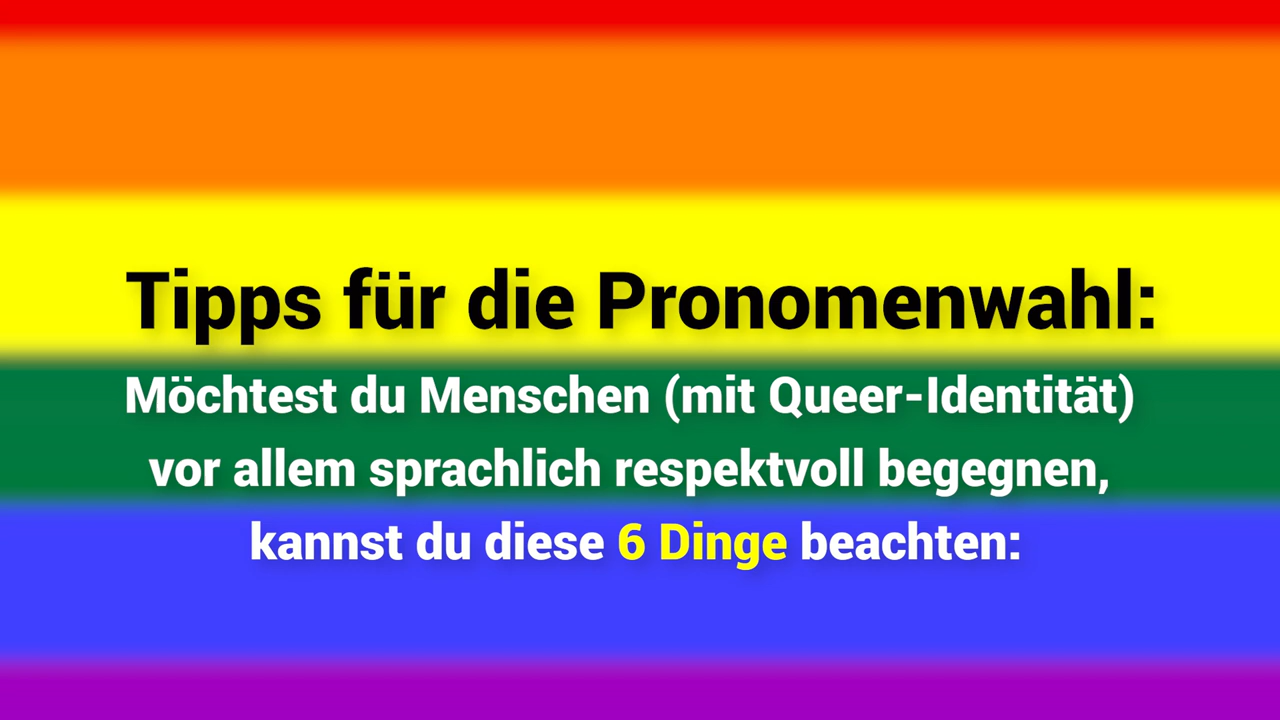 Tipps für die Pronomenwahl:
Möchtest du Menschen (mit Queer-Identität)
vor allem sprachlich respektvoll begegnen,
kannst du diese 6 Dinge beachten: